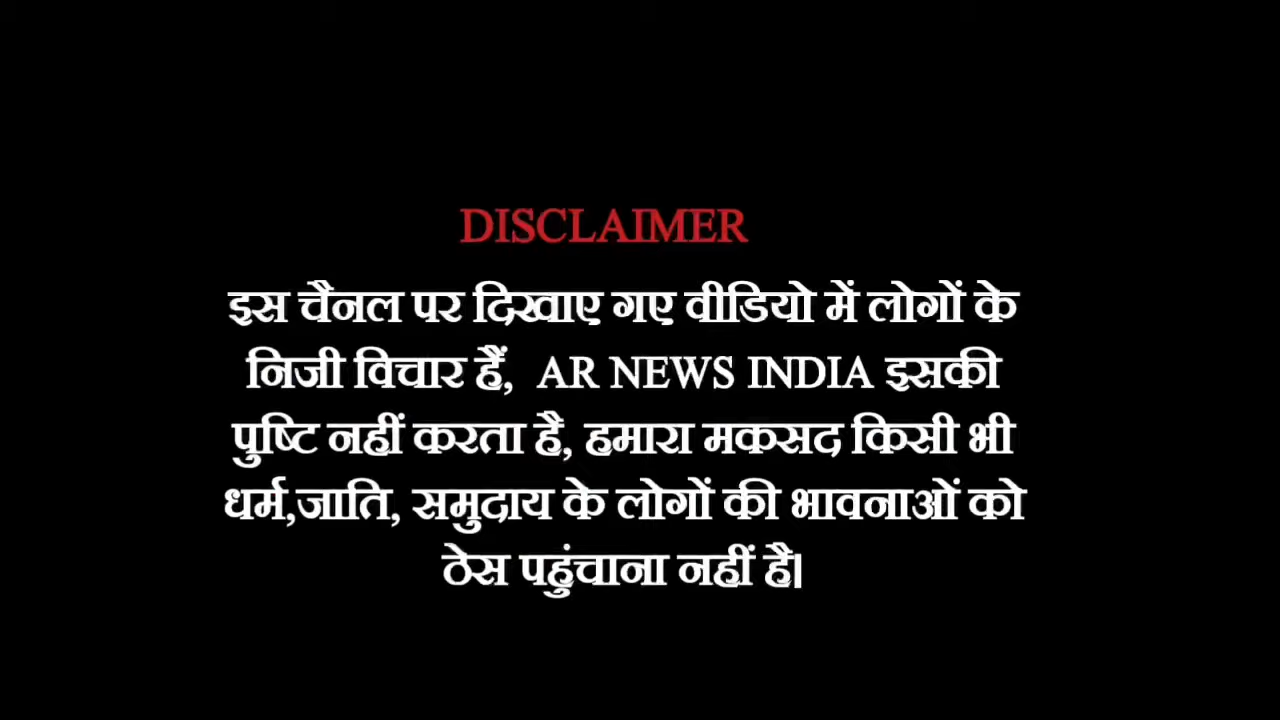 DISCLAIMER
इस चैनल पर दिखाए गए वीडियो में लोगों के
निजी विचार हैं, AR NEWS INDIA इसकी
पुष्टि नहीं करता है, हमारा मकसद किसी भी
धर्म,जाति, समुदाय के लोगों की भावनाओं को
ठेस पहुंचाना नहीं है।